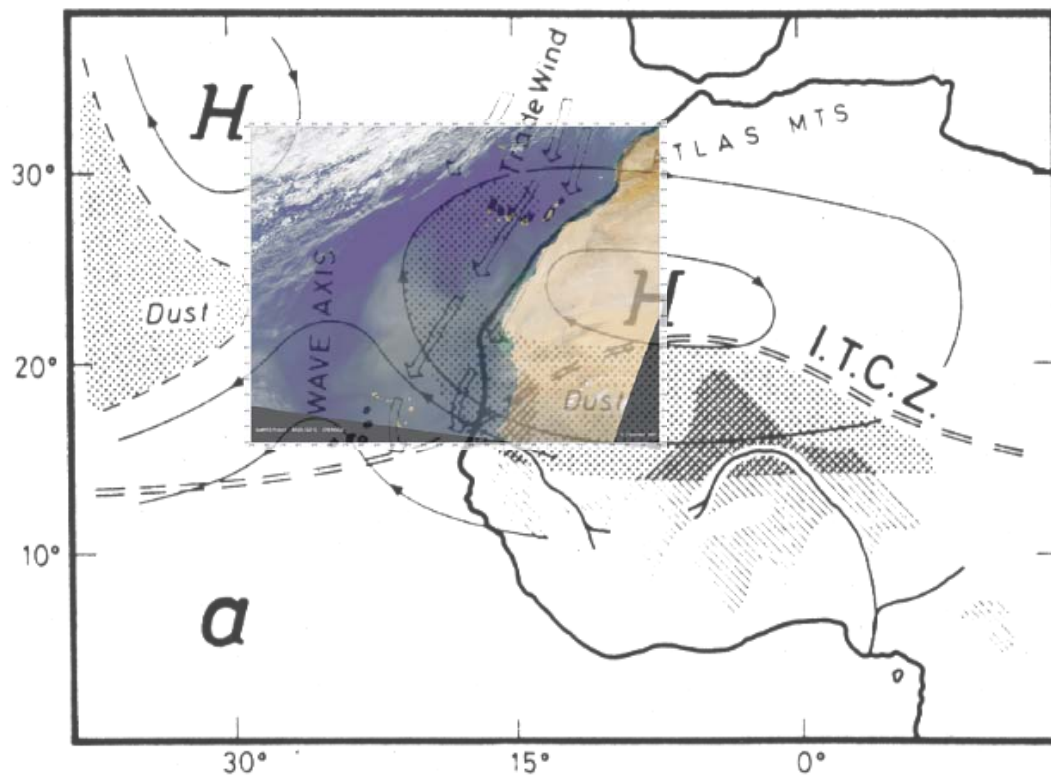 H
Trade Wind
ATLAS MTS
30°
WAVE AXIS
H
Dust
I.T.C.Z.
20°
Dust
10°
a
30°
15°
0°